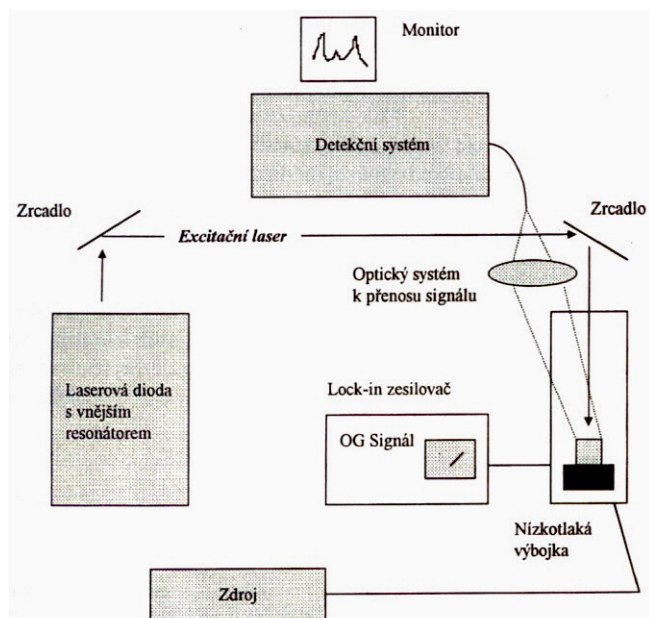 Monitor
Detekční systém
Zrcadlo
Zrcadlo
Excitační laser
Optický systém
k přenosu signálu
Laserová dioda
s vnějším
resonátorem
Lock-in zesilovač
OG Signál
Nízkotlaká
výbojka
Zdroj